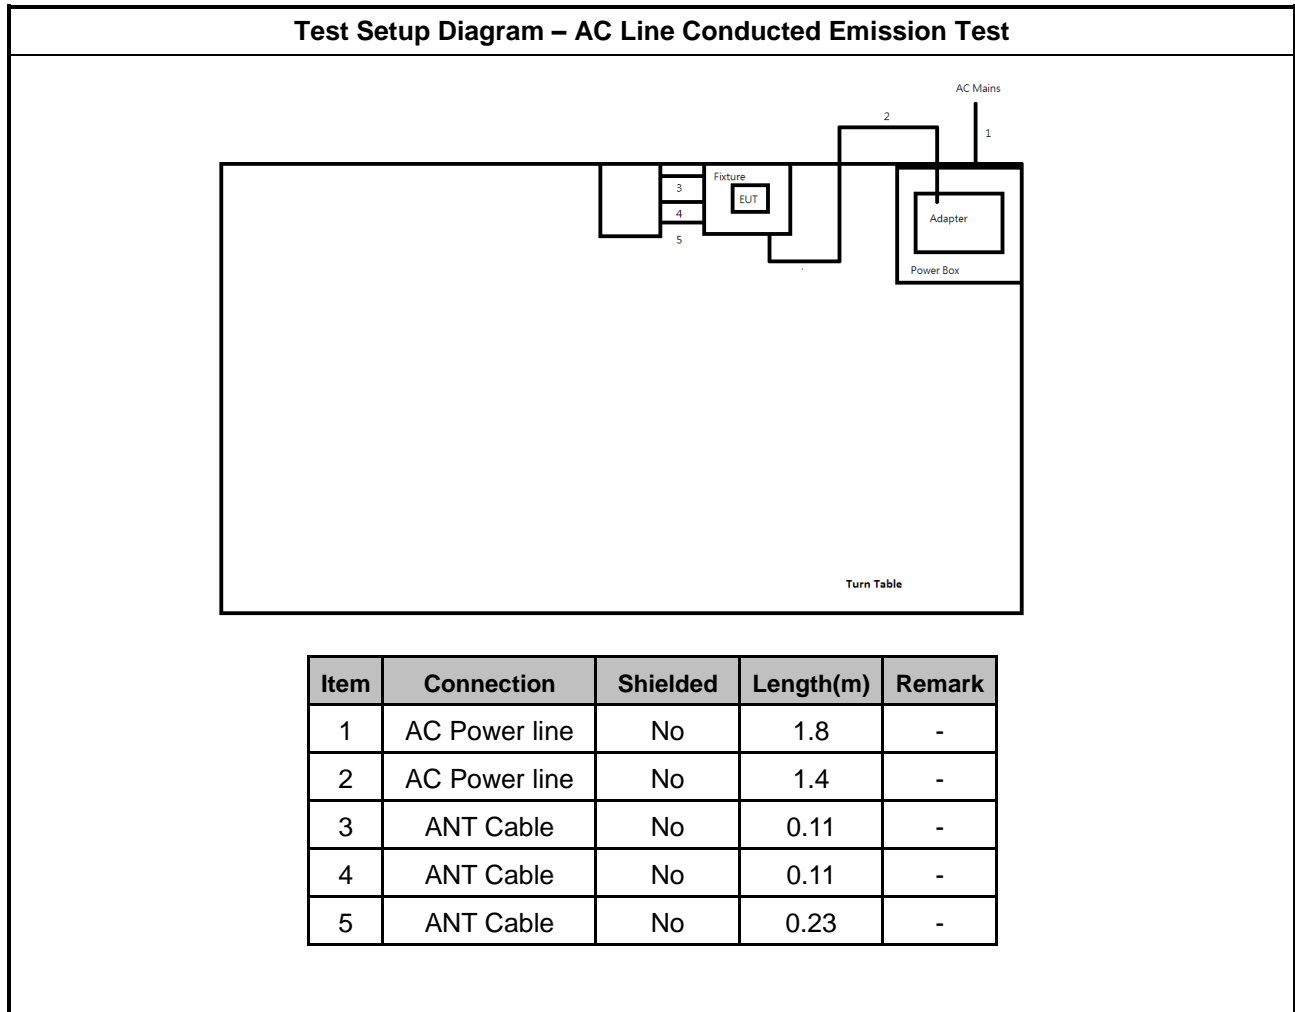 Test Setup Diagram – AC Line Conducted Emission Test
AC Mains
2
1
Fixture
3
EUT
4
Adapter
5
Power Box
Turn Table
Item Connection Shielded Length(m) Remark
1 AC Power line No 1.8 -
2 AC Power line No 1.4 -
3 ANT Cable No 0.11 -
4 ANT Cable No 0.11 -
5 ANT Cable No 0.23 -